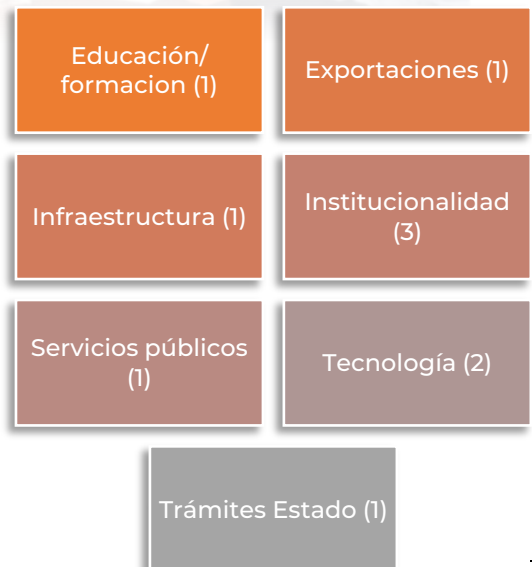 Educación/
formacion (1)
Exportaciones (1)
Infraestructura (1)
Institucionalidad
(3)
Servicios públicos
(1)
Tecnología (2)
Trámites Estado (1)